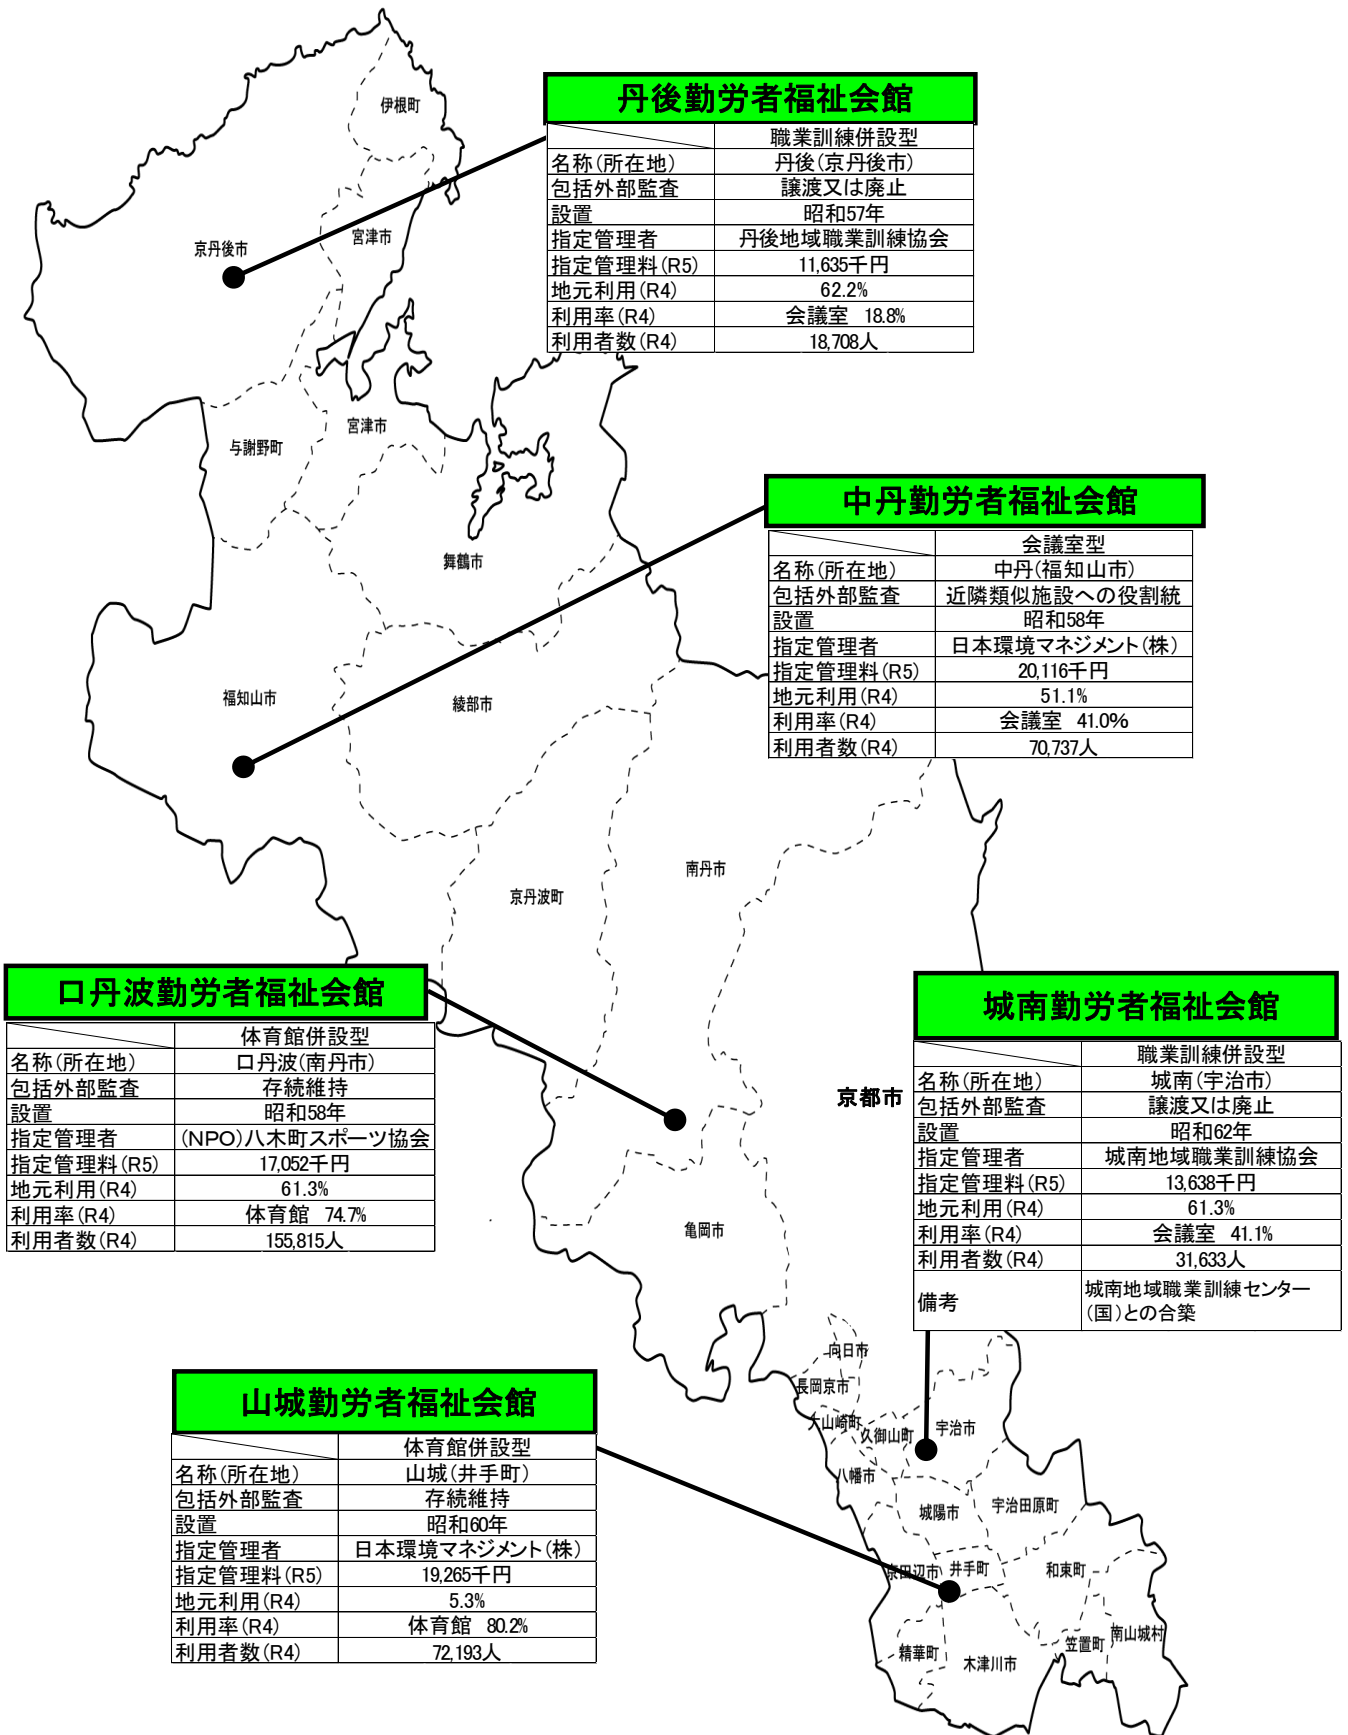 伊根町
京丹後市
宮津市
丹後勤労者福祉会館
職業訓練併設型
名称(所在地) 丹後(京丹後市)
包括外部監査 譲渡又は廃止
設置 昭和57年
指定管理者 丹後地域職業訓練協会
指定管理料(R5) 11,635千円
地元利用(R4) 62.2%
利用率(R4) 会議室 18.8%
利用者数(R4) 18,708人
与謝野町
宮津市
舞鶴市
福知山市
綾部市
中丹勤労者福祉会館
会議室型
名称(所在地) 中丹(福知山市)
包括外部監査 近隣類似施設への役割統
設置 昭和58年
指定管理者 日本環境マネジメント(株)
指定管理料(R5) 20,116千円
地元利用(R4) 51.1%
利用率(R4) 会議室 41.0%
利用者数(R4) 70,737人
南丹市
京丹波町
口丹波勤労者福祉会館
体育館併設型
名称(所在地) 口丹波(南丹市)
包括外部監査 存続維持
設置 昭和58年
指定管理者 (NPO)八木町スポーツ協会
指定管理料(R5) 17,052千円
地元利用(R4) 61.3%
利用率(R4) 体育館 74.7%
利用者数(R4) 155,815人
京都市
亀岡市
城南勤労者福祉会館
職業訓練併設型
名称(所在地) 城南(宇治市)
包括外部監査 譲渡又は廃止
設置 昭和62年
指定管理者 城南地域職業訓練協会
指定管理料(R5) 13,638千円
地元利用(R4) 61.3%
利用率(R4) 会議室 41.1%
利用者数(R4) 31,633人
備考 城南地域職業訓練センター
(国)との合築
向日市
長岡京市
大山崎町
久御山町
宇治市
八幡市
城陽市
宇治田原町
京田辺市
井手町
和束町
精華町
木津川市
笠置町
南山城村
山城勤労者福祉会館
体育館併設型
名称(所在地) 山城(井手町)
包括外部監査 存続維持
設置 昭和60年
指定管理者 日本環境マネジメント(株)
指定管理料(R5) 19,265千円
地元利用(R4) 5.3%
利用率(R4) 体育館 80.2%
利用者数(R4) 72,193人